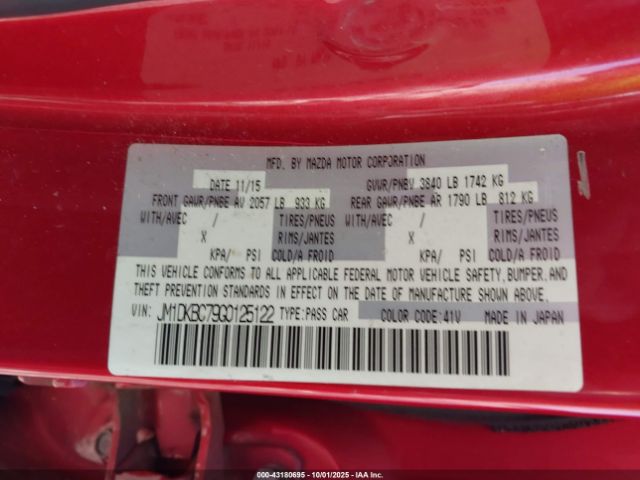 MFD. BY MAZDA MOTOR CORPORATION
DATE 11/15 GVWR/PNBV 3840 LB 1742 KG
FRONT GAWR/PNBE AV 2057 LB 933 KG REAR GAWR/PNBE AR 1790 LB 812 KG
WITH/AVEC / TIRES/PNEUS WITH/AVEC / TIRES/PNEUS
X RIMS/JANTES X RIMS/JANTES
KPA/ PSI COLD/A FROID KPA/ PSI COLD/A FROID
THIS VEHICLE CONFORMS TO ALL APPLICABLE FEDERAL MOTOR VEHICLE SAFETY, BUMPER, AND
THEFT PREVENTION STANDARDS IN EFFECT ON THE DATE OF MANUFACTURE SHOWN ABOVE.
VIN: JM1DKBC79G0125122 TYPE:PASS CAR COLOR CODE:41V MADE IN JAPAN
000-43180695 - 10/01/2025 - IAA, Inc.